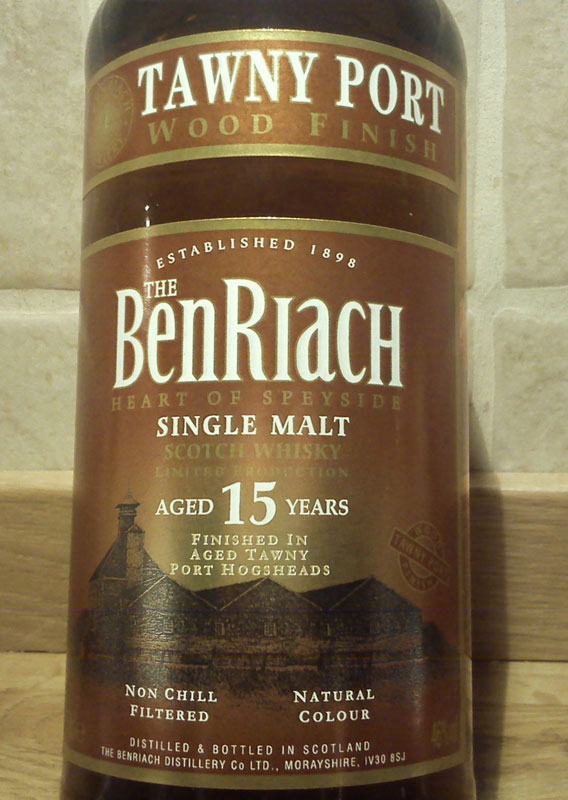 TAWNY PORT
WOOD FINISH
ESTABLISHED 1898
THE
BENRIACH
HEART OF SPEYSIDE
SINGLE MALT
SCOTCH WHISKY
LIMITED PRODUCTION
AGED 15 YEARS
FINISHED IN
AGED TAWNY
PORT HOGSHEADS
TAWNY PORT
NON CHILL
FILTERED
NATURAL
COLOUR
DISTILLED & BOTTLED IN SCOTLAND
THE BENRIACH DISTILLERY Co LTD., MORAYSHIRE, IV30 8SJ